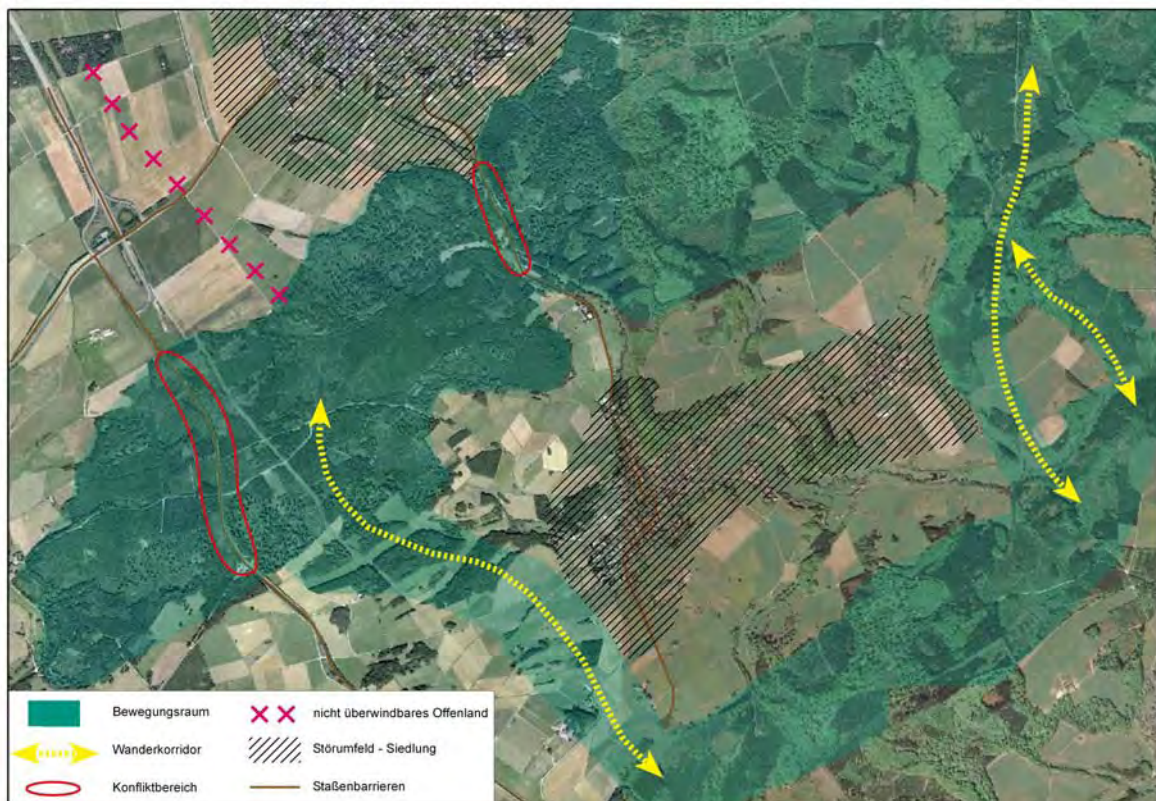 Bewegungsraum
nicht überwindbares Offenland
Wanderkorridor
Störumfeld - Siedlung
Konfliktbereich
Staßenbarrieren